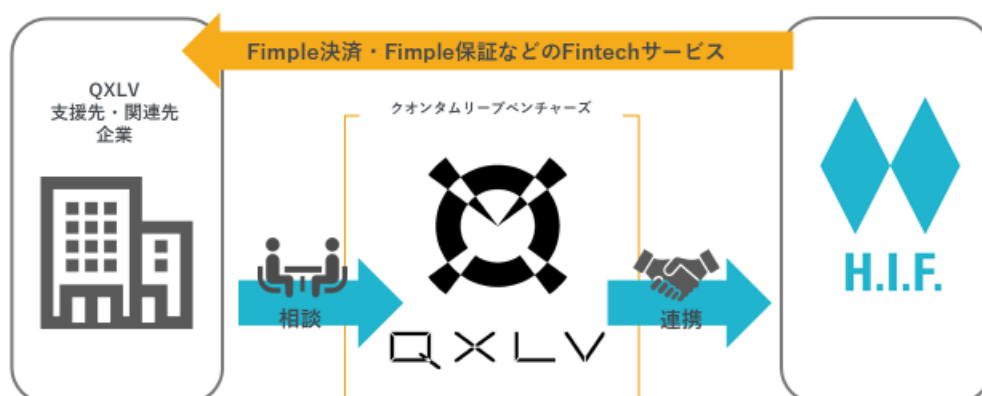 Fimple決済・Fimple保証などのFintechサービス
QXLV
支援先・関連先
企業
クオンタムリープベンチャーズ
相談
QXLV
連携
H.I.F.